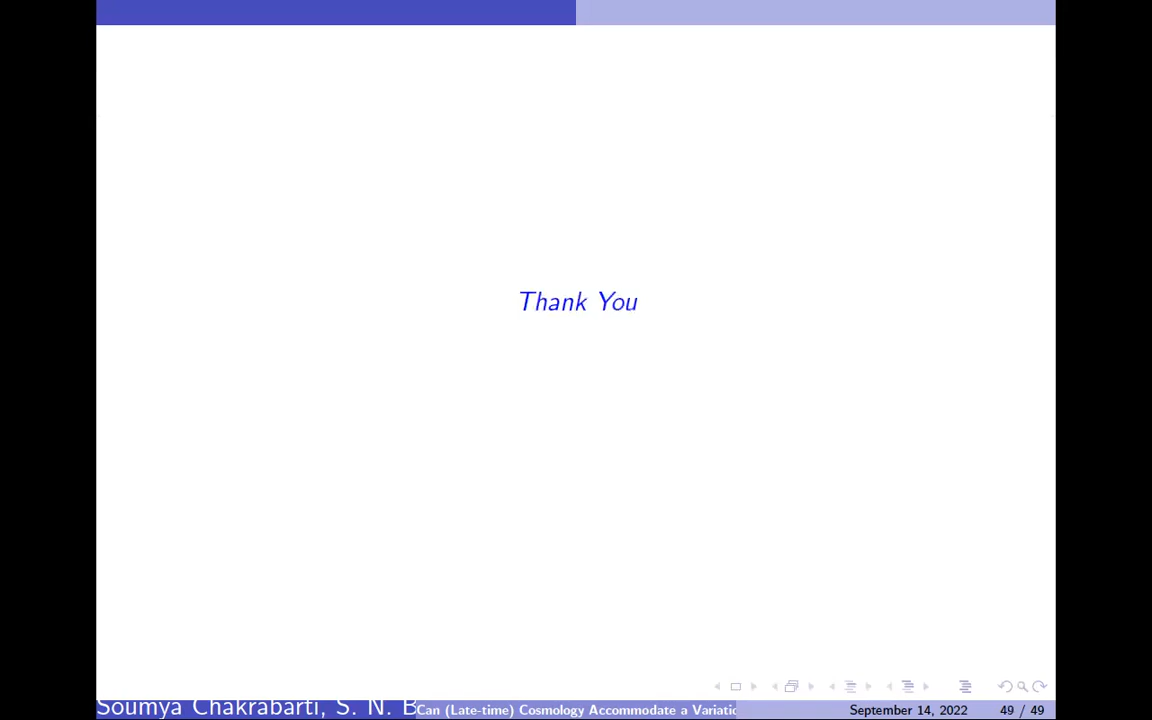 Thank You
Soumya Chakrabarti, S. N. B
Can (Late-time) Cosmology Accommodate a Variatio
September 14, 2022
49 / 49